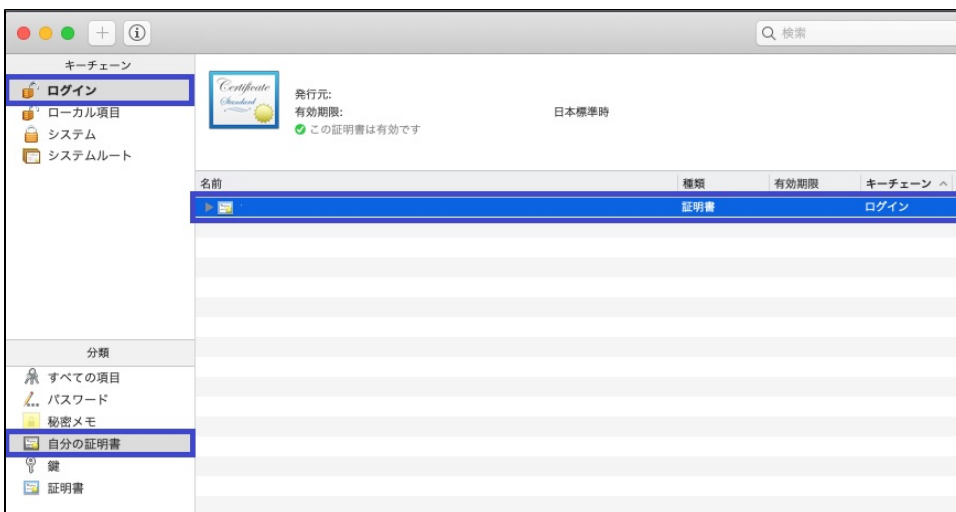 検索
キーチェーン
ログイン
ローカル項目
システム
システムルート
Certificate
Standard
発行元:
有効期限: 日本標準時
この証明書は有効です
名前 種類 有効期限 キーチェーン
証明書 ログイン
分類
すべての項目
パスワード
秘密メモ
自分の証明書
鍵
証明書